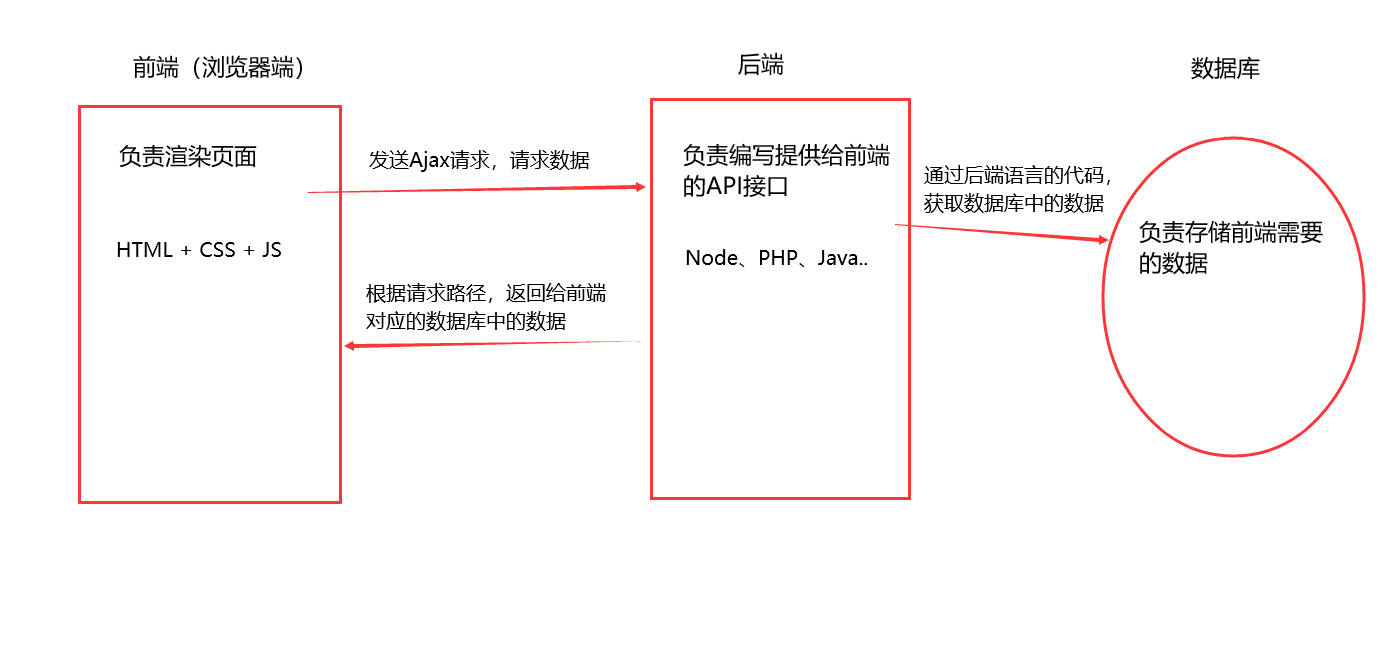 前端（浏览器端）
后端
数据库
负责渲染页面
HTML + CSS + JS
发送Ajax请求，请求数据
根据请求路径，返回给前端
对应的数据库中的数据
负责编写提供给前端
的API接口
Node、PHP、Java..
通过后端语言的代码，
获取数据库中的数据
负责存储前端需要
的数据